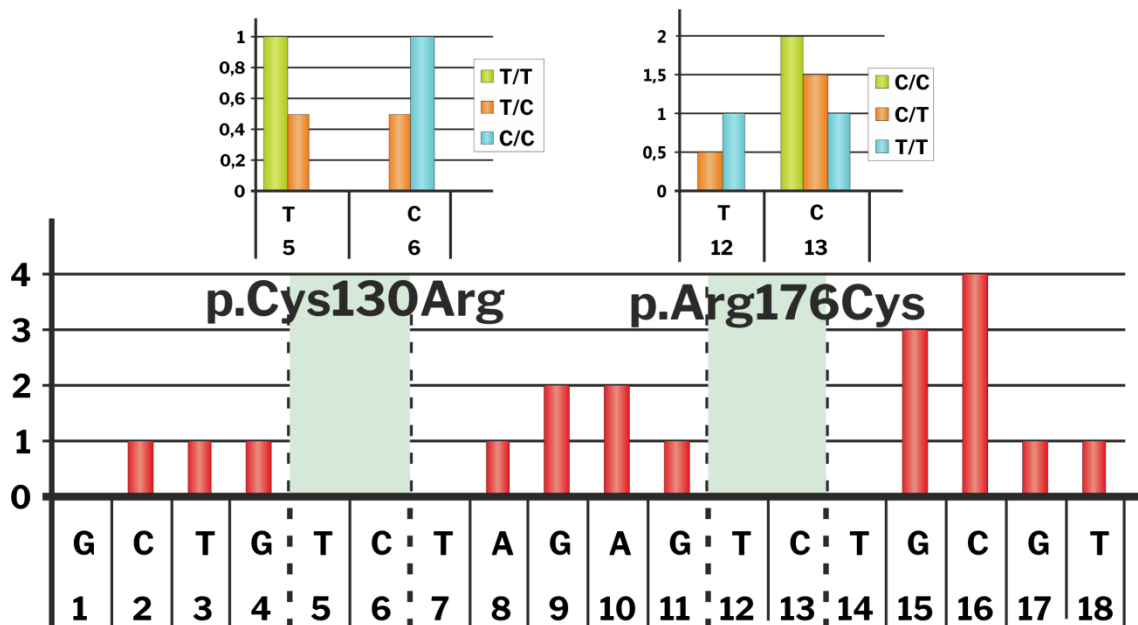 1
0,8
0,6
0,4
0,2
0
T/T
T/C
C/C
T C
5 6
2
1,5
1
0,5
0
C/C
C/T
T/T
T C
12 13
4
3
2
1
0
p.Cys130Arg p.Arg176Cys
G C T G T C T A G A G T C T G C G T
1 2 3 4 5 6 7 8 9 10 11 12 13 14 15 16 17 18